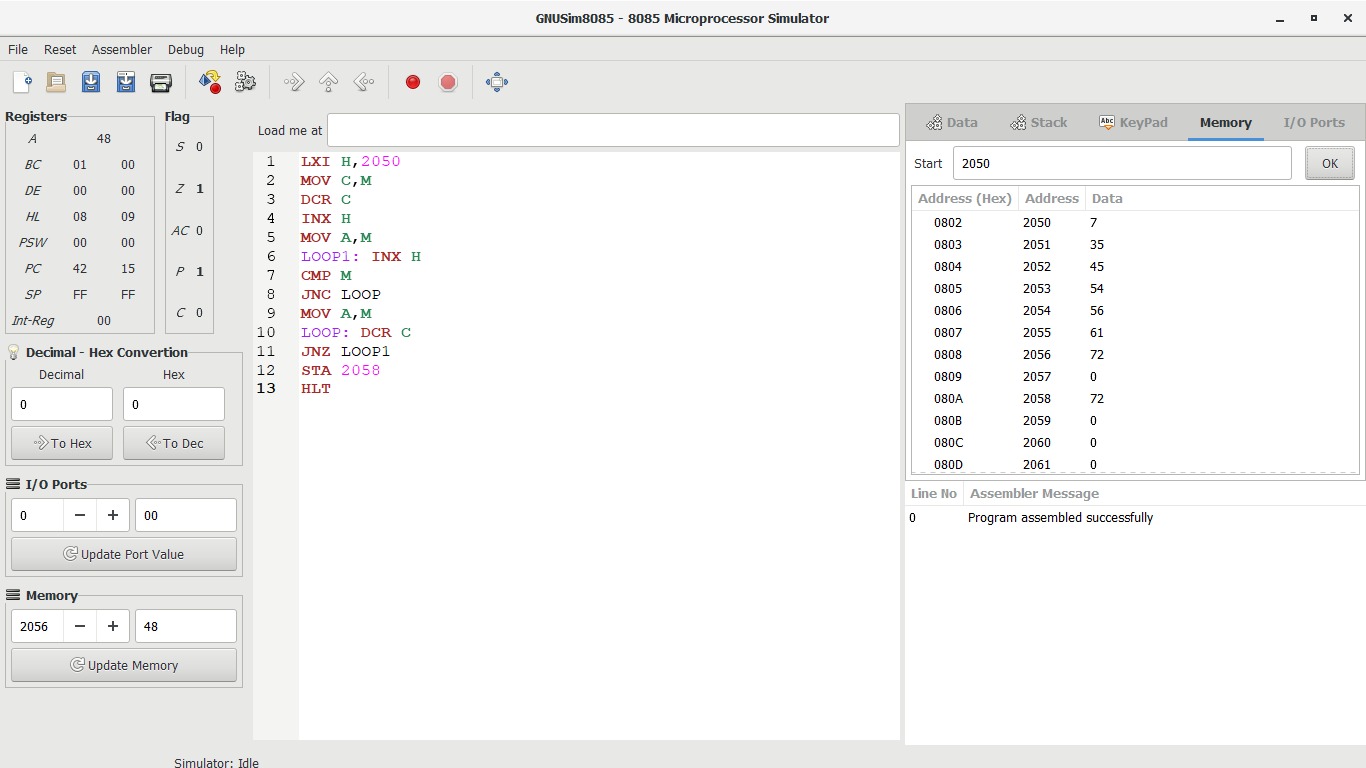 GNUSim8085 - 8085 Microprocessor Simulator
File Reset Assembler Debug Help
Registers
A 48
BC 01 00
DE 00 00
HL 08 09
PSW 00 00
PC 42 15
SP FF FF
Int-Reg 00
Flag
S 0
Z 1
AC 0
P 1
C 0
Decimal - Hex Convertion
Decimal Hex
0 0
To Hex To Dec
I/O Ports
0 − + 00
Update Port Value
Memory
2056 − + 48
Update Memory
Load me at
1 LXI H,2050
2 MOV C,M
3 DCR C
4 INX H
5 MOV A,M
6 LOOP1: INX H
7 CMP M
8 JNC LOOP
9 MOV A,M
10 LOOP: DCR C
11 JNZ LOOP1
12 STA 2058
13 HLT
Data Stack Abc KeyPad Memory I/O Ports
Start 2050 OK
Address (Hex) Address Data
0802 2050 7
0803 2051 35
0804 2052 45
0805 2053 54
0806 2054 56
0807 2055 61
0808 2056 72
0809 2057 0
080A 2058 72
080B 2059 0
080C 2060 0
080D 2061 0
Line No Assembler Message
0 Program assembled successfully
Simulator: Idle